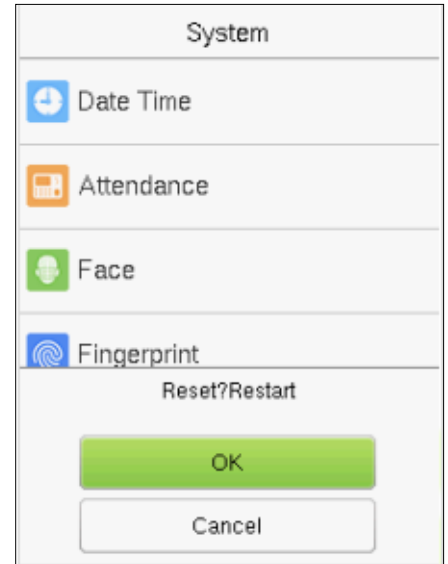 System
Date Time
Attendance
Face
Fingerprint
Reset?Restart
OK
Cancel